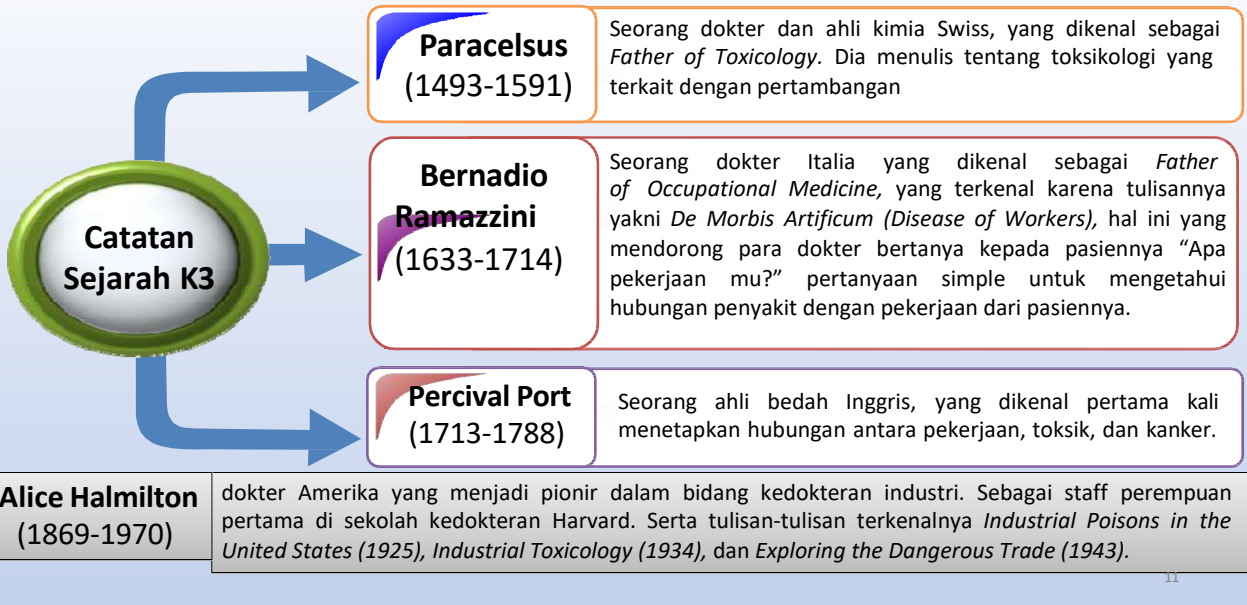 Catatan
Sejarah K3
Paracelsus
(1493-1591)
Seorang dokter dan ahli kimia Swiss, yang dikenal sebagai
Father of Toxicology. Dia menulis tentang toksikologi yang
terkait dengan pertambangan
Bernadio
Ramazzini
(1633-1714)
Seorang dokter Italia yang dikenal sebagai Father
of Occupational Medicine, yang terkenal karena tulisannya
yakni De Morbis Artificum (Disease of Workers), hal ini yang
mendorong para dokter bertanya kepada pasiennya “Apa
pekerjaan mu?” pertanyaan simple untuk mengetahui
hubungan penyakit dengan pekerjaan dari pasiennya.
Percival Port
(1713-1788)
Seorang ahli bedah Inggris, yang dikenal pertama kali
menetapkan hubungan antara pekerjaan, toksik, dan kanker.
Alice Halmilton
(1869-1970)
dokter Amerika yang menjadi pionir dalam bidang kedokteran industri. Sebagai staff perempuan
pertama di sekolah kedokteran Harvard. Serta tulisan-tulisan terkenalnya Industrial Poisons in the
United States (1925), Industrial Toxicology (1934), dan Exploring the Dangerous Trade (1943).
11